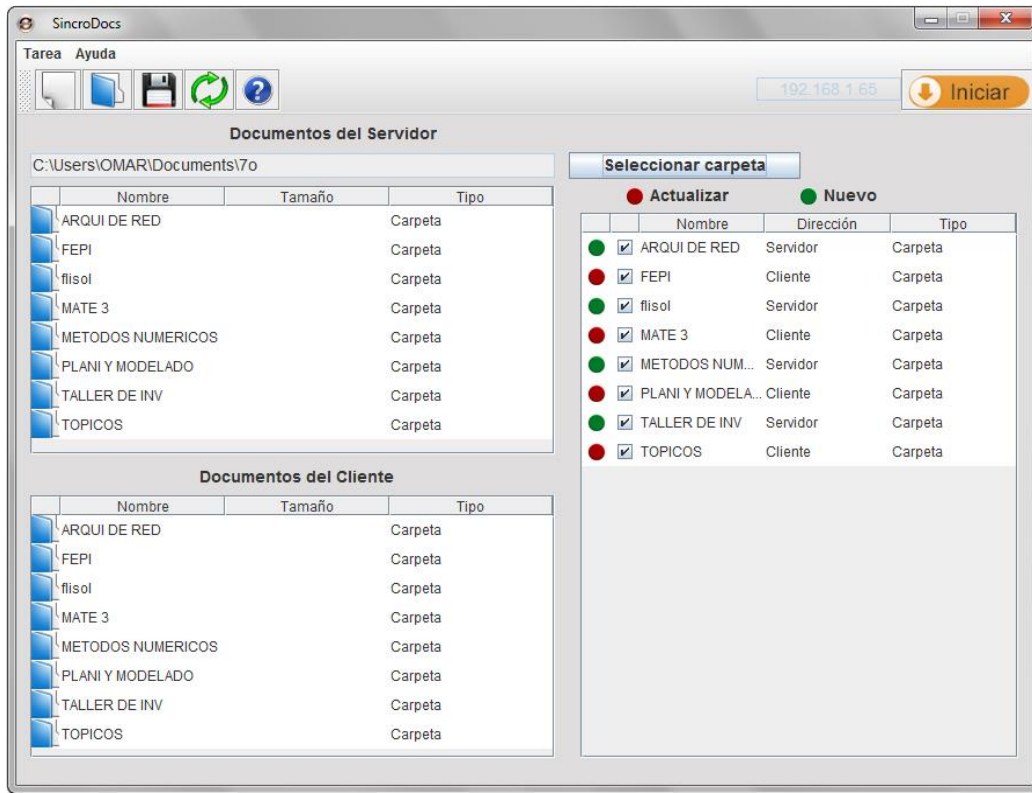 SincroDocs
Tarea Ayuda
192.168.1.65 Iniciar
Documentos del Servidor
C:\Users\OMAR\Documents\7o
Nombre Tamaño Tipo
ARQUI DE RED Carpeta
FEPI Carpeta
flisol Carpeta
MATE 3 Carpeta
METODOS NUMERICOS Carpeta
PLANI Y MODELADO Carpeta
TALLER DE INV Carpeta
TOPICOS Carpeta
Documentos del Cliente
Nombre Tamaño Tipo
ARQUI DE RED Carpeta
FEPI Carpeta
flisol Carpeta
MATE 3 Carpeta
METODOS NUMERICOS Carpeta
PLANI Y MODELADO Carpeta
TALLER DE INV Carpeta
TOPICOS Carpeta
Seleccionar carpeta
Actualizar Nuevo
Nombre Dirección Tipo
ARQUI DE RED Servidor Carpeta
FEPI Cliente Carpeta
flisol Servidor Carpeta
MATE 3 Cliente Carpeta
METODOS NUM... Servidor Carpeta
PLANI Y MODELA... Cliente Carpeta
TALLER DE INV Servidor Carpeta
TOPICOS Cliente Carpeta